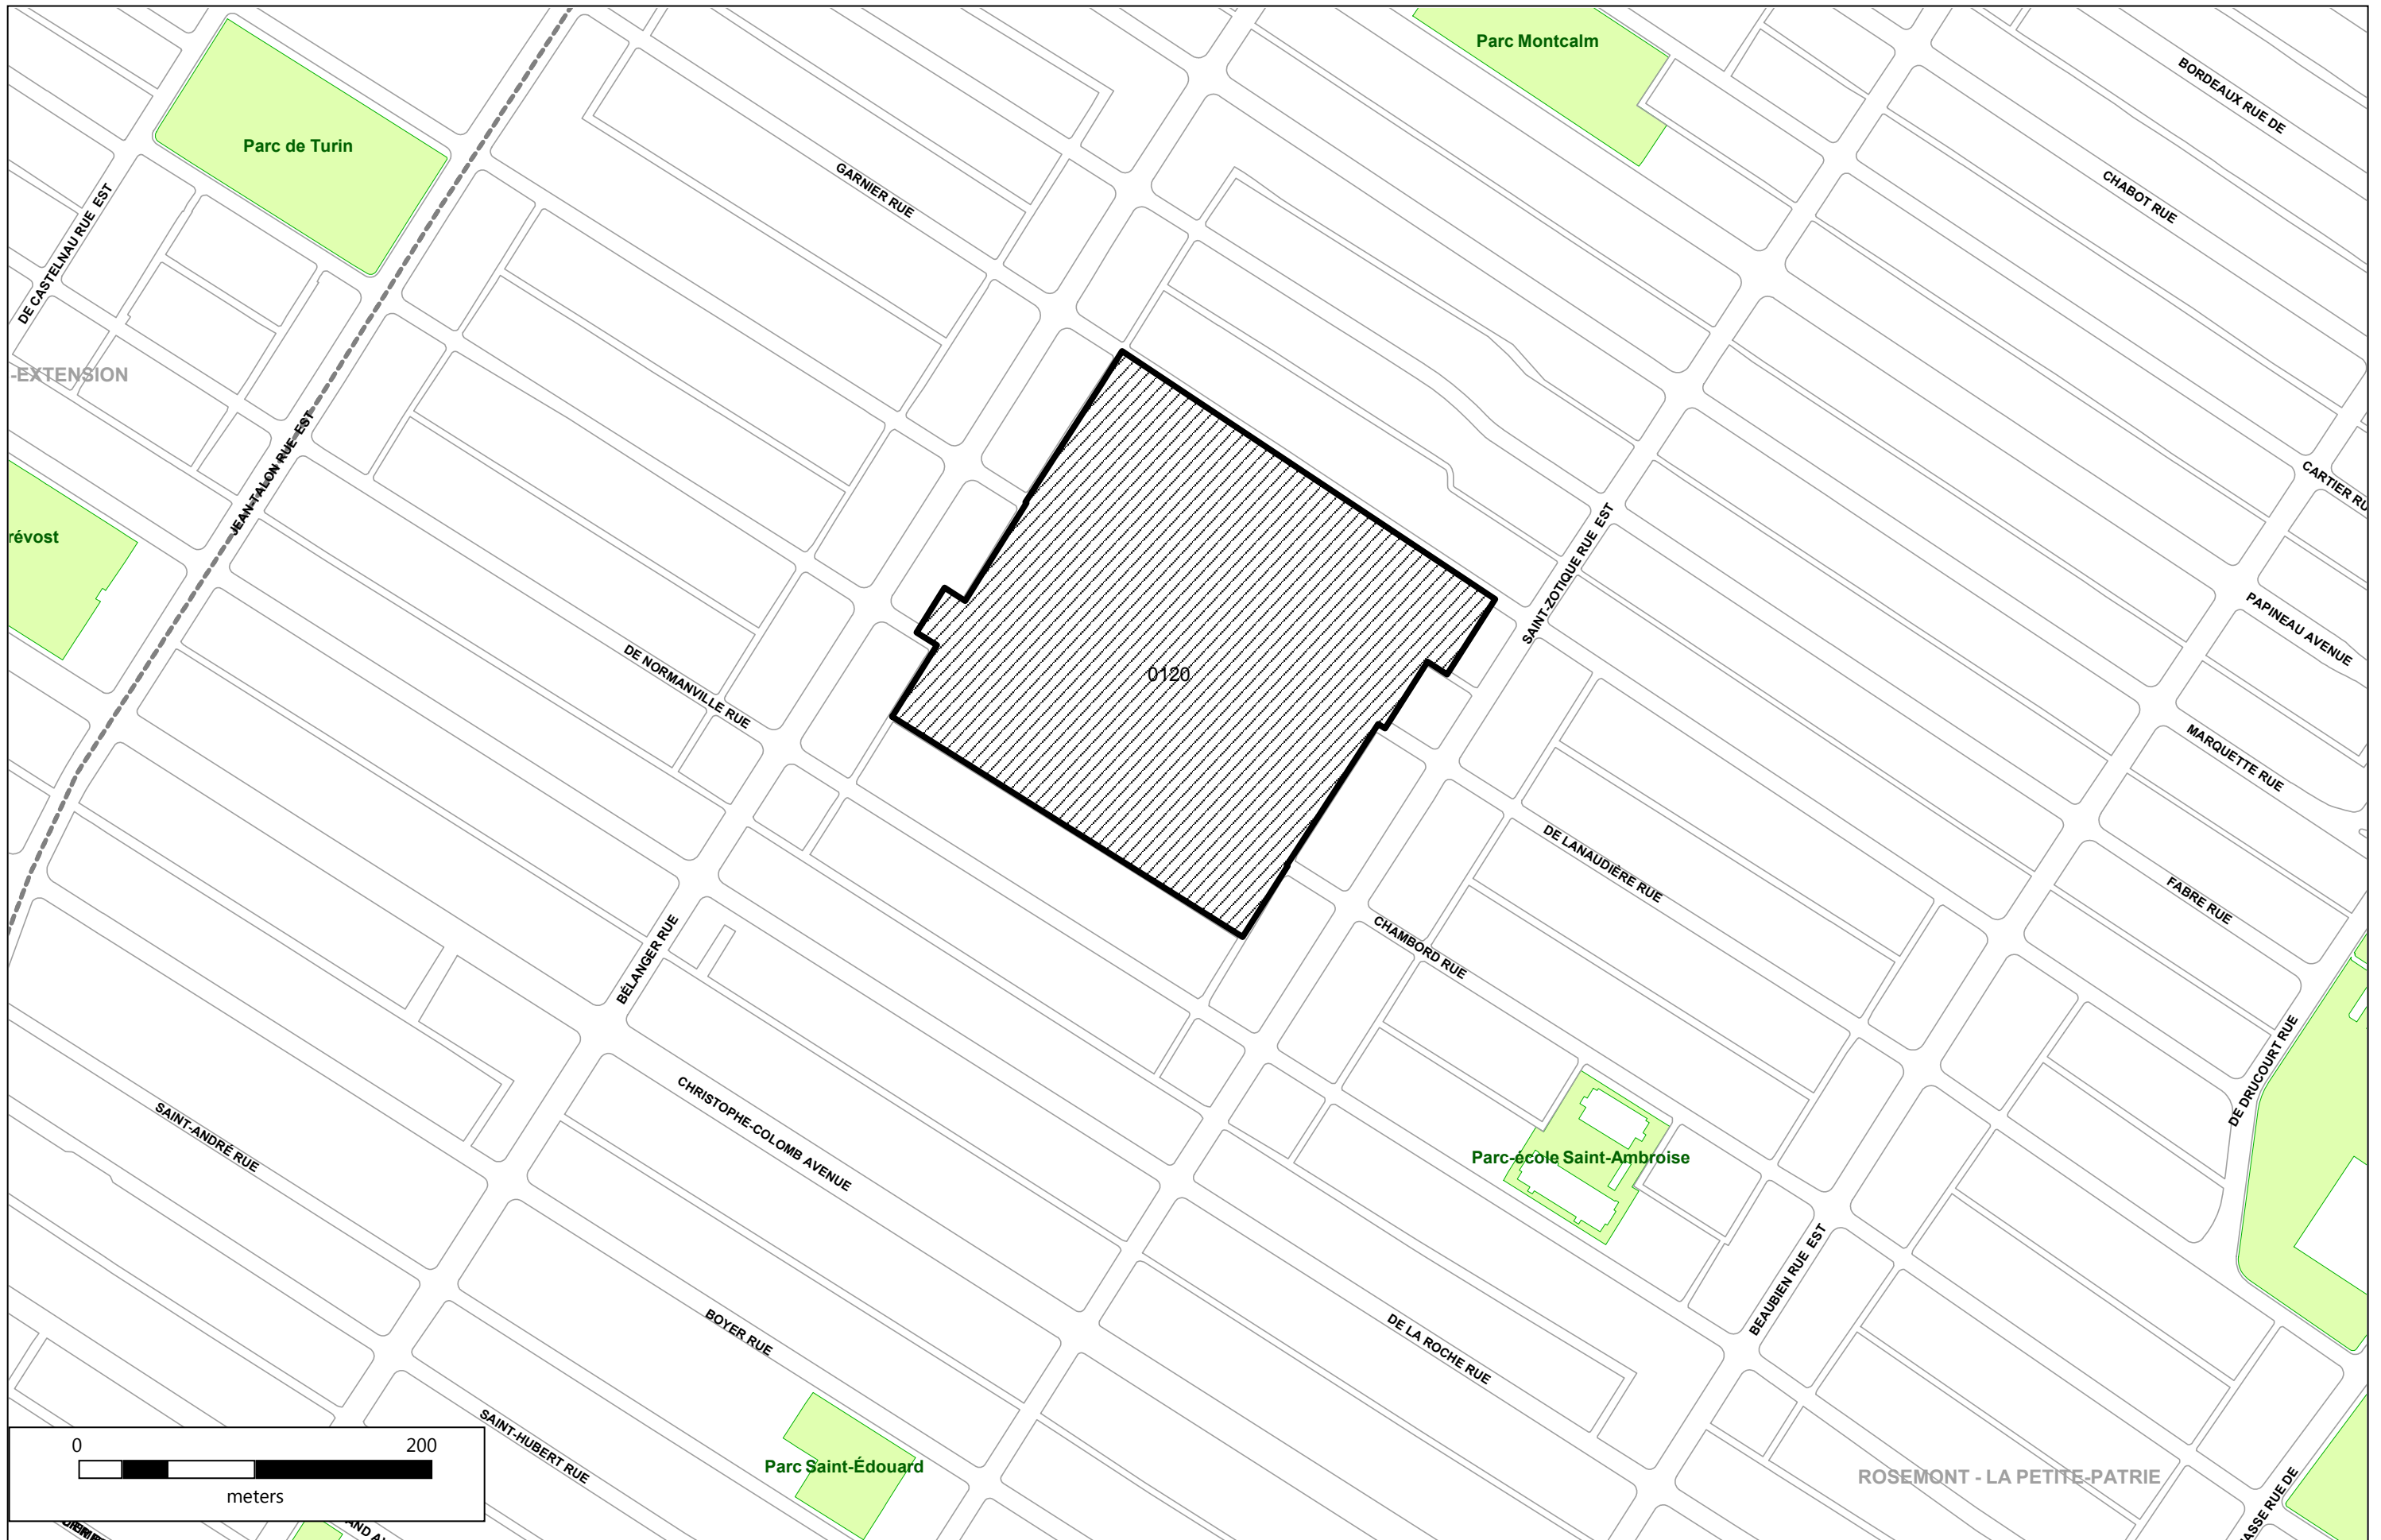 Parc Montcalm
BORDEAUX RUE DE
Parc de Turin
GARNIER RUE
CHABOT RUE
DE CASTELNAU RUE EST
-EXTENSION
JEAN-TALON RUE EST
CARTIER RU
révost
SAINT-ZOTIQUE RUE EST
PAPINEAU AVENUE
DE NORMANVILLE RUE
0120
MARQUETTE RUE
DE LANAUDIÈRE RUE
FABRE RUE
BÉLANGER RUE
CHAMBORD RUE
DE DRUCOURT RUE
CHRISTOPHE-COLOMB AVENUE
SAINT-ANDRÉ RUE
Parc-école Saint-Ambroise
BEAUBIEN RUE EST
BOYER RUE
DE LA ROCHE RUE
SAINT-HUBERT RUE
0 200
meters
Parc Saint-Édouard
ROSEMONT - LA PETITE-PATRIE
ASSE RUE DE
AND A